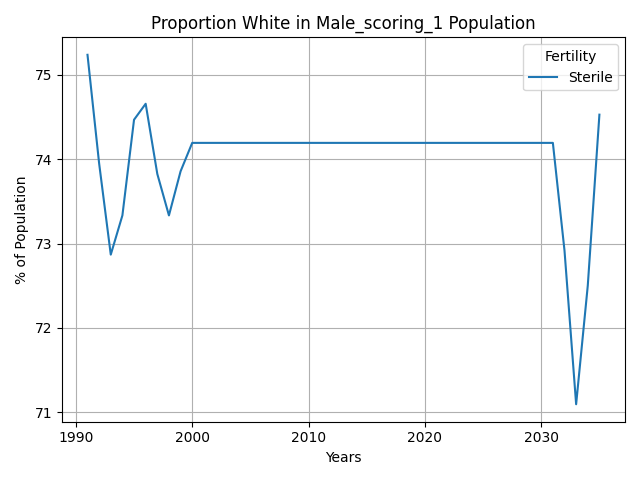 Proportion White in Male_scoring_1 Population
Fertility
Sterile
% of Population
75
74
73
72
71
1990
2000
2010
2020
2030
Years